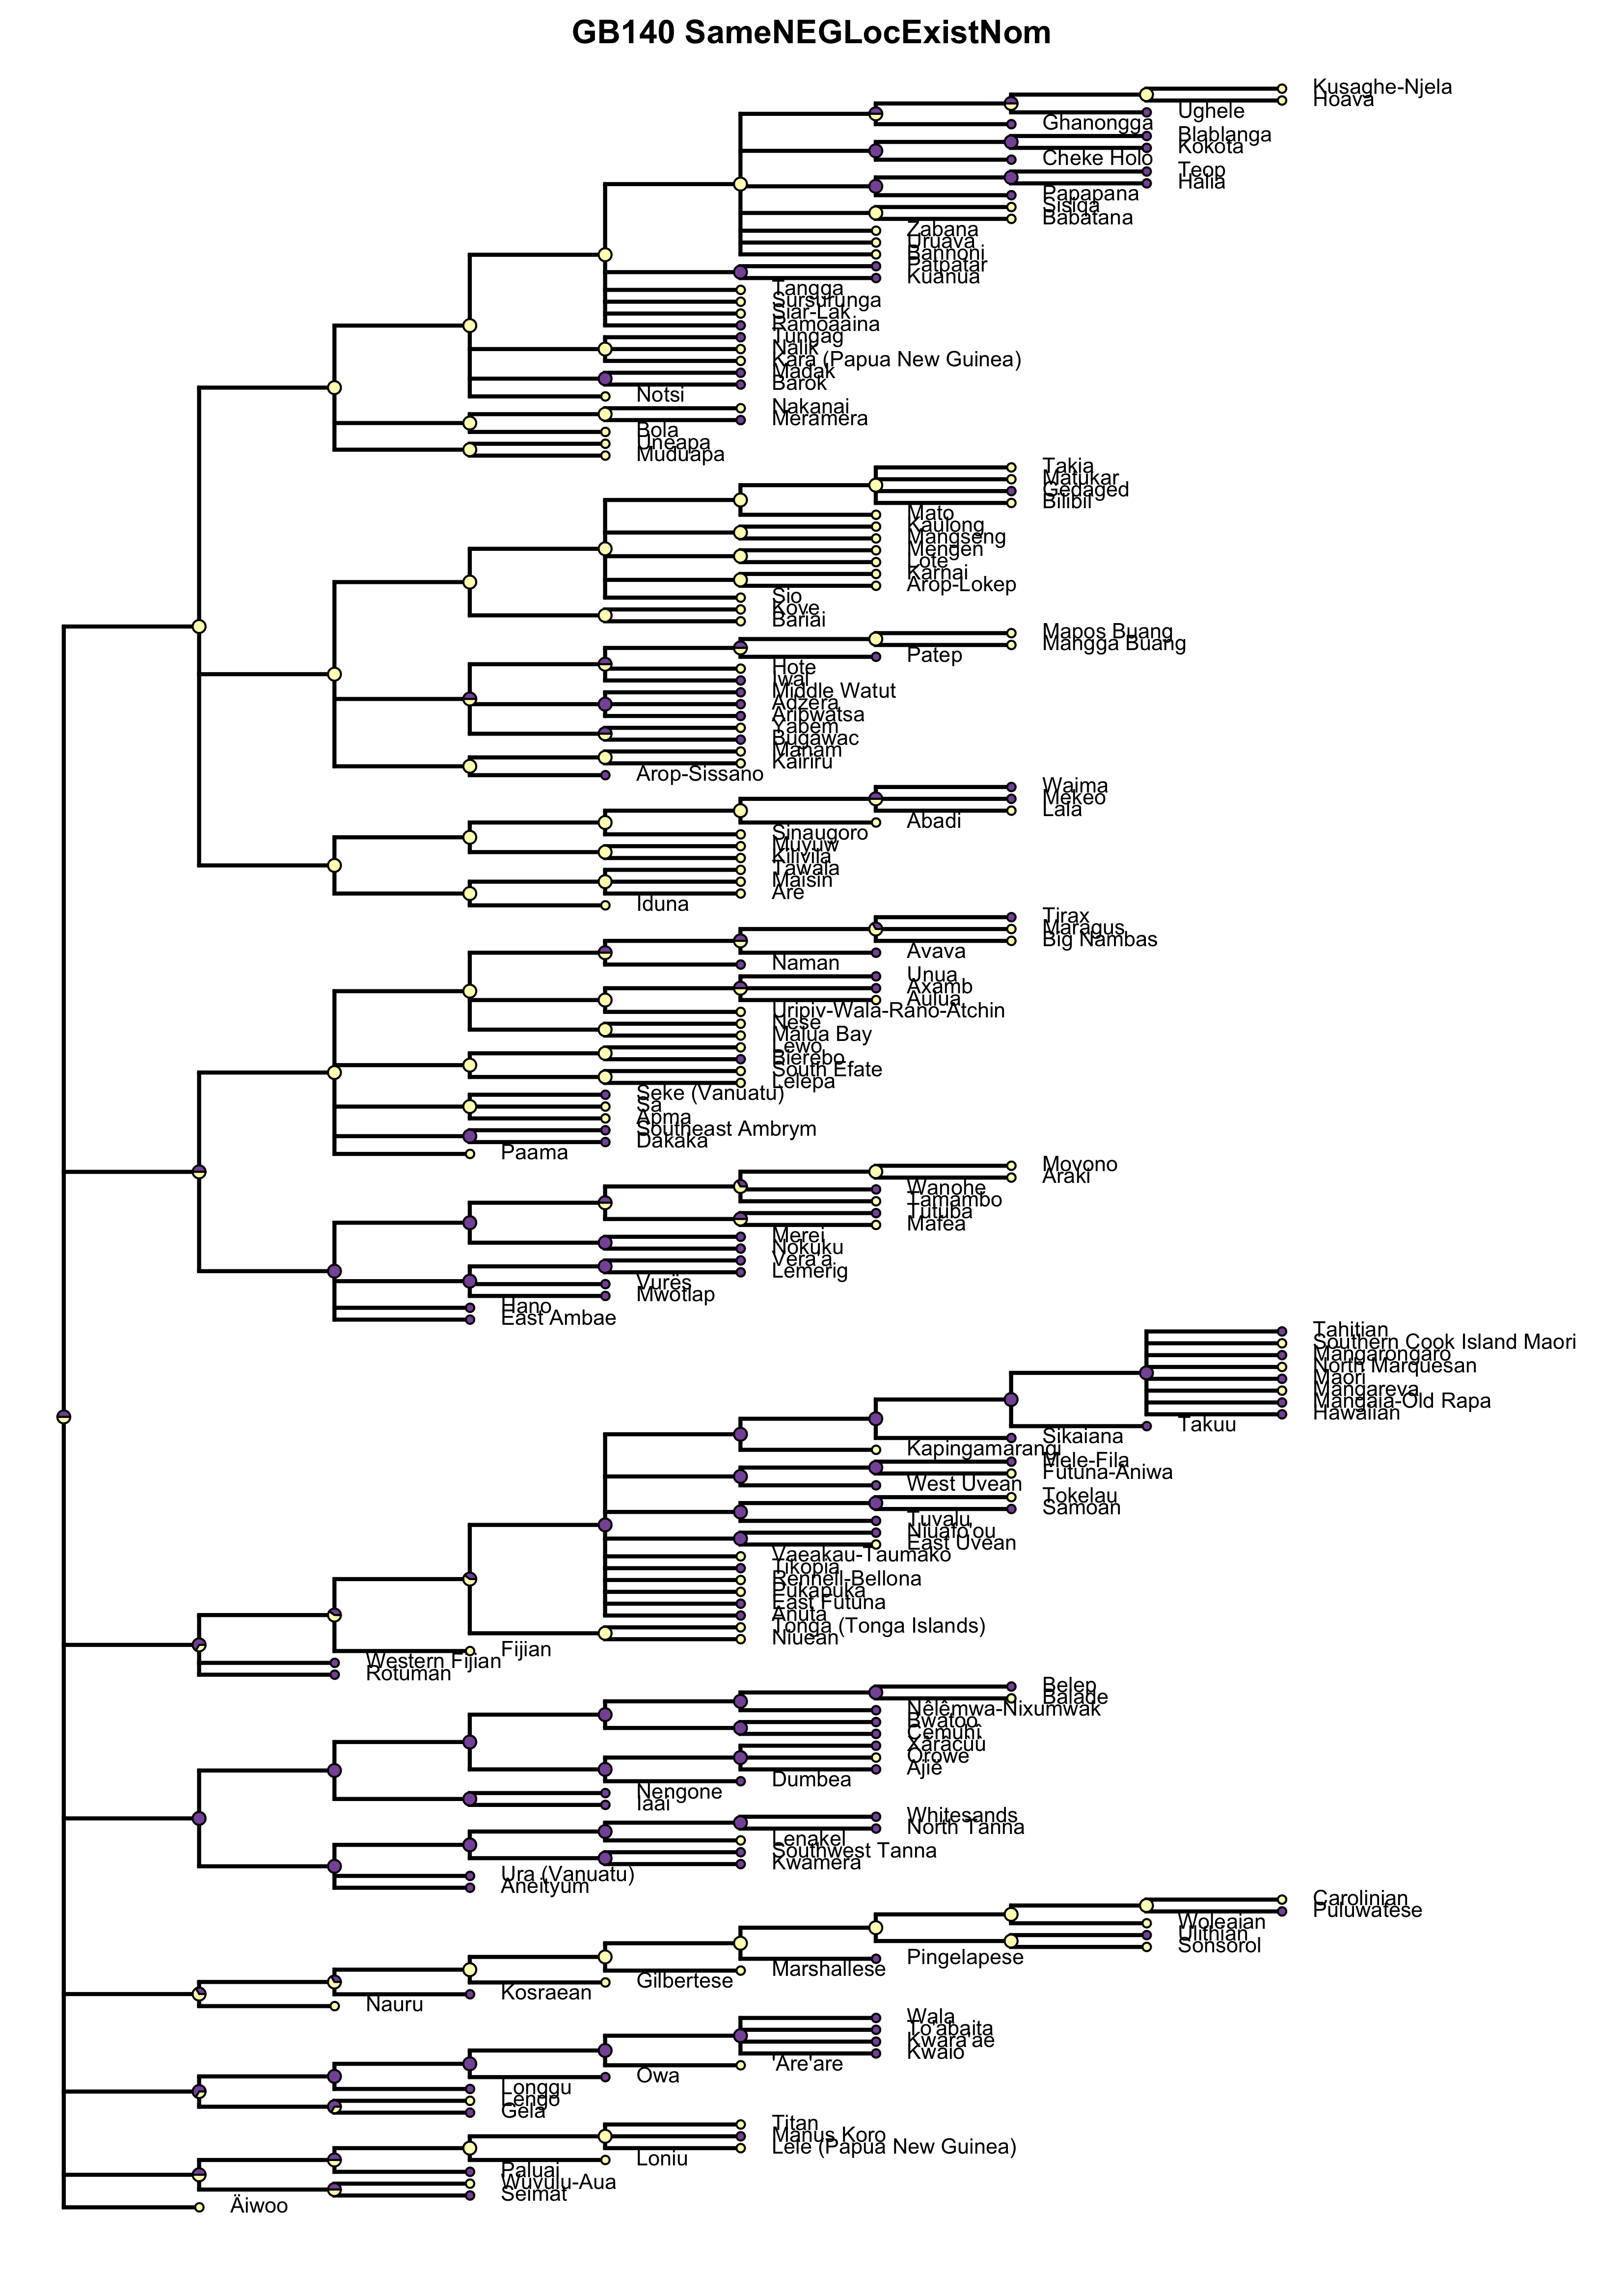 GB140 SameNEGLocExistNom
Kusaghe-Njela
Hoava
Ughele
Ghanongga
Blablanga
Kokota
Cheke Holo
Teop
Halia
Papapana
Sisiqa
Babatana
Zabana
Uruava
Bannoni
Patpatar
Kuanua
Tangga
Sursurunga
Siar-Lak
Ramoaaina
Tungag
Nalik
Kara (Papua New Guinea)
Madak
Barok
Notsi
Nakanai
Meramera
Bola
Uneapa
Muduapa
Takia
Matukar
Gedaged
Bilibil
Mato
Kaulong
Mangseng
Mengen
Lote
Karnai
Arop-Lokep
Sio
Kove
Bariai
Mapos Buang
Mangga Buang
Patep
Hote
Iwal
Middle Watut
Adzera
Aribwatsa
Yabem
Bugawac
Manam
Kairiru
Arop-Sissano
Waima
Mekeo
Lala
Abadi
Sinaugoro
Muyuw
Kilivila
Tawala
Maisin
Are
Iduna
Tirax
Maragus
Big Nambas
Avava
Naman
Unua
Axamb
Aulua
Uripiv-Wala-Rano-Atchin
Nese
Malua Bay
Lewo
Bierebo
South Efate
Lelepa
Seke (Vanuatu)
Sa
Apma
Southeast Ambrym
Dakaka
Paama
Movono
Araki
Wanohe
Tamambo
Tutuba
Mafea
Merei
Nokuku
Vera'a
Lemerig
Vurës
Mwotlap
Hano
East Ambae
Tahitian
Southern Cook Island Maori
Mangarongaro
North Marquesan
Maori
Mangareva
Mangaia-Old Rapa
Hawaiian
Takuu
Sikaiana
Kapingamarangi
Mele-Fila
Futuna-Aniwa
West Uvean
Tokelau
Samoan
Tuvalu
Niuafo'ou
East Uvean
Vaeakau-Taumako
Tikopia
Rennell-Bellona
Pukapuka
East Futuna
Anuta
Tonga (Tonga Islands)
Niuean
Fijian
Western Fijian
Rotuman
Belep
Balade
Nêlêmwa-Nixumwak
Bwatoo
Cemuhî
Xârâcùù
Orowe
Ajië
Dumbea
Nengone
Iaai
Whitesands
North Tanna
Lenakel
Southwest Tanna
Kwamera
Ura (Vanuatu)
Aneityum
Carolinian
Puluwatese
Woleaian
Ulithian
Sonsorol
Pingelapese
Marshallese
Gilbertese
Kosraean
Nauru
Wala
To'abaita
Kwara'ae
Kwaio
'Are'are
Owa
Longgu
Lengo
Gela
Titan
Manus Koro
Lele (Papua New Guinea)
Loniu
Paluai
Wuvulu-Aua
Seimat
Äiwoo